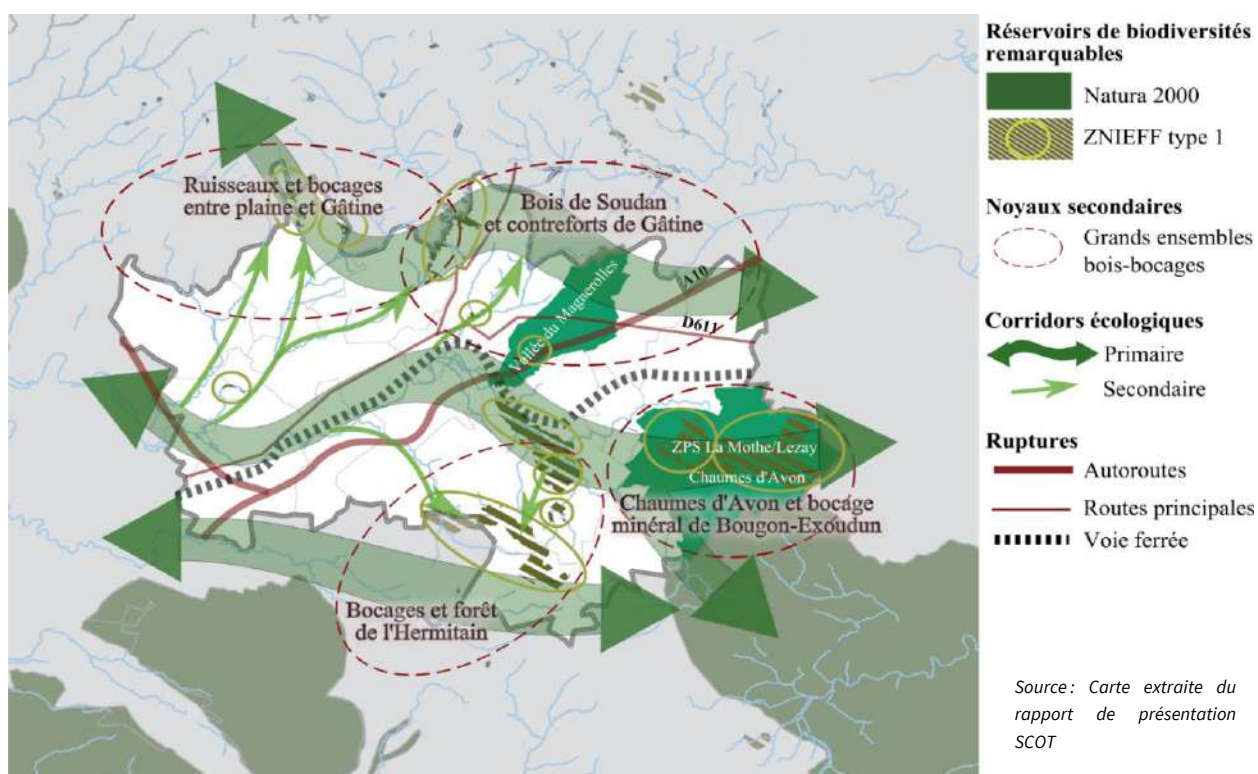 Ruisseaux et bocages
entre plaine et Gâtine
Bois de Soudan
et contreforts de Gâtine
Vallée du Magnerolles
A10
D611
ZPS La Mothe/Lezay
Chaumes d'Avon
Chaumes d'Avon et bocage
minéral de Bougon-Exoudun
Bocages et forêt
de l'Hermitain
Réservoirs de biodiversités
remarquables
Natura 2000
ZNIEFF type 1
Noyaux secondaires
Grands ensembles
bois-bocages
Corridors écologiques
Primaire
Secondaire
Ruptures
Autoroutes
Routes principales
Voie ferrée
Source : Carte extraite du
rapport de présentation
SCOT